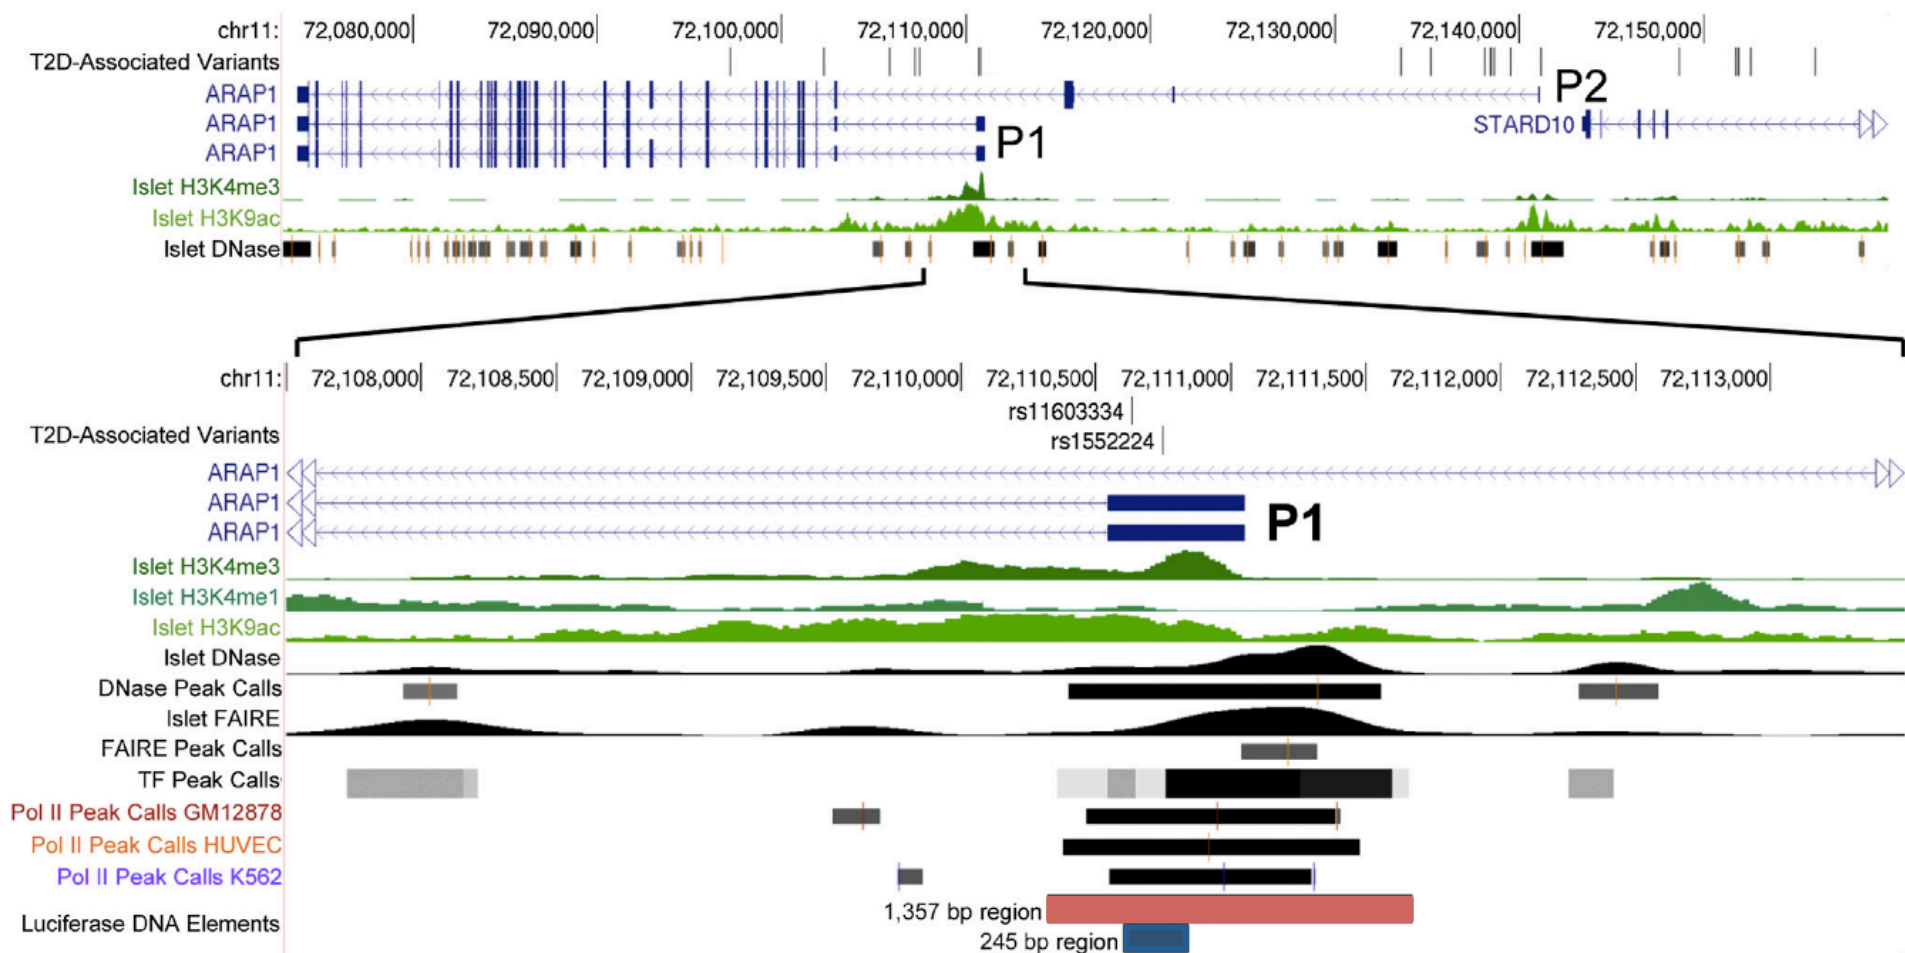 chr11: 72,080,000 72,090,000 72,100,000 72,110,000 72,120,000 72,130,000 72,140,000 72,150,000
T2D-Associated Variants
ARAP1 P2
ARAP1 STARD10
ARAP1 P1
Islet H3K4me3
Islet H3K9ac
Islet DNase
chr11: 72,108,000 72,108,500 72,109,000 72,109,500 72,110,000 72,110,500 72,111,000 72,111,500 72,112,000 72,112,500 72,113,000
rs11603334
T2D-Associated Variants rs1552224
ARAP1
ARAP1
P1
ARAP1
Islet H3K4me3
Islet H3K4me1
Islet H3K9ac
Islet DNase
DNase Peak Calls
Islet FAIRE
FAIRE Peak Calls
TF Peak Calls
Pol II Peak Calls GM12878
Pol II Peak Calls HUVEC
Pol II Peak Calls K562
1,357 bp region
Luciferase DNA Elements
245 bp region